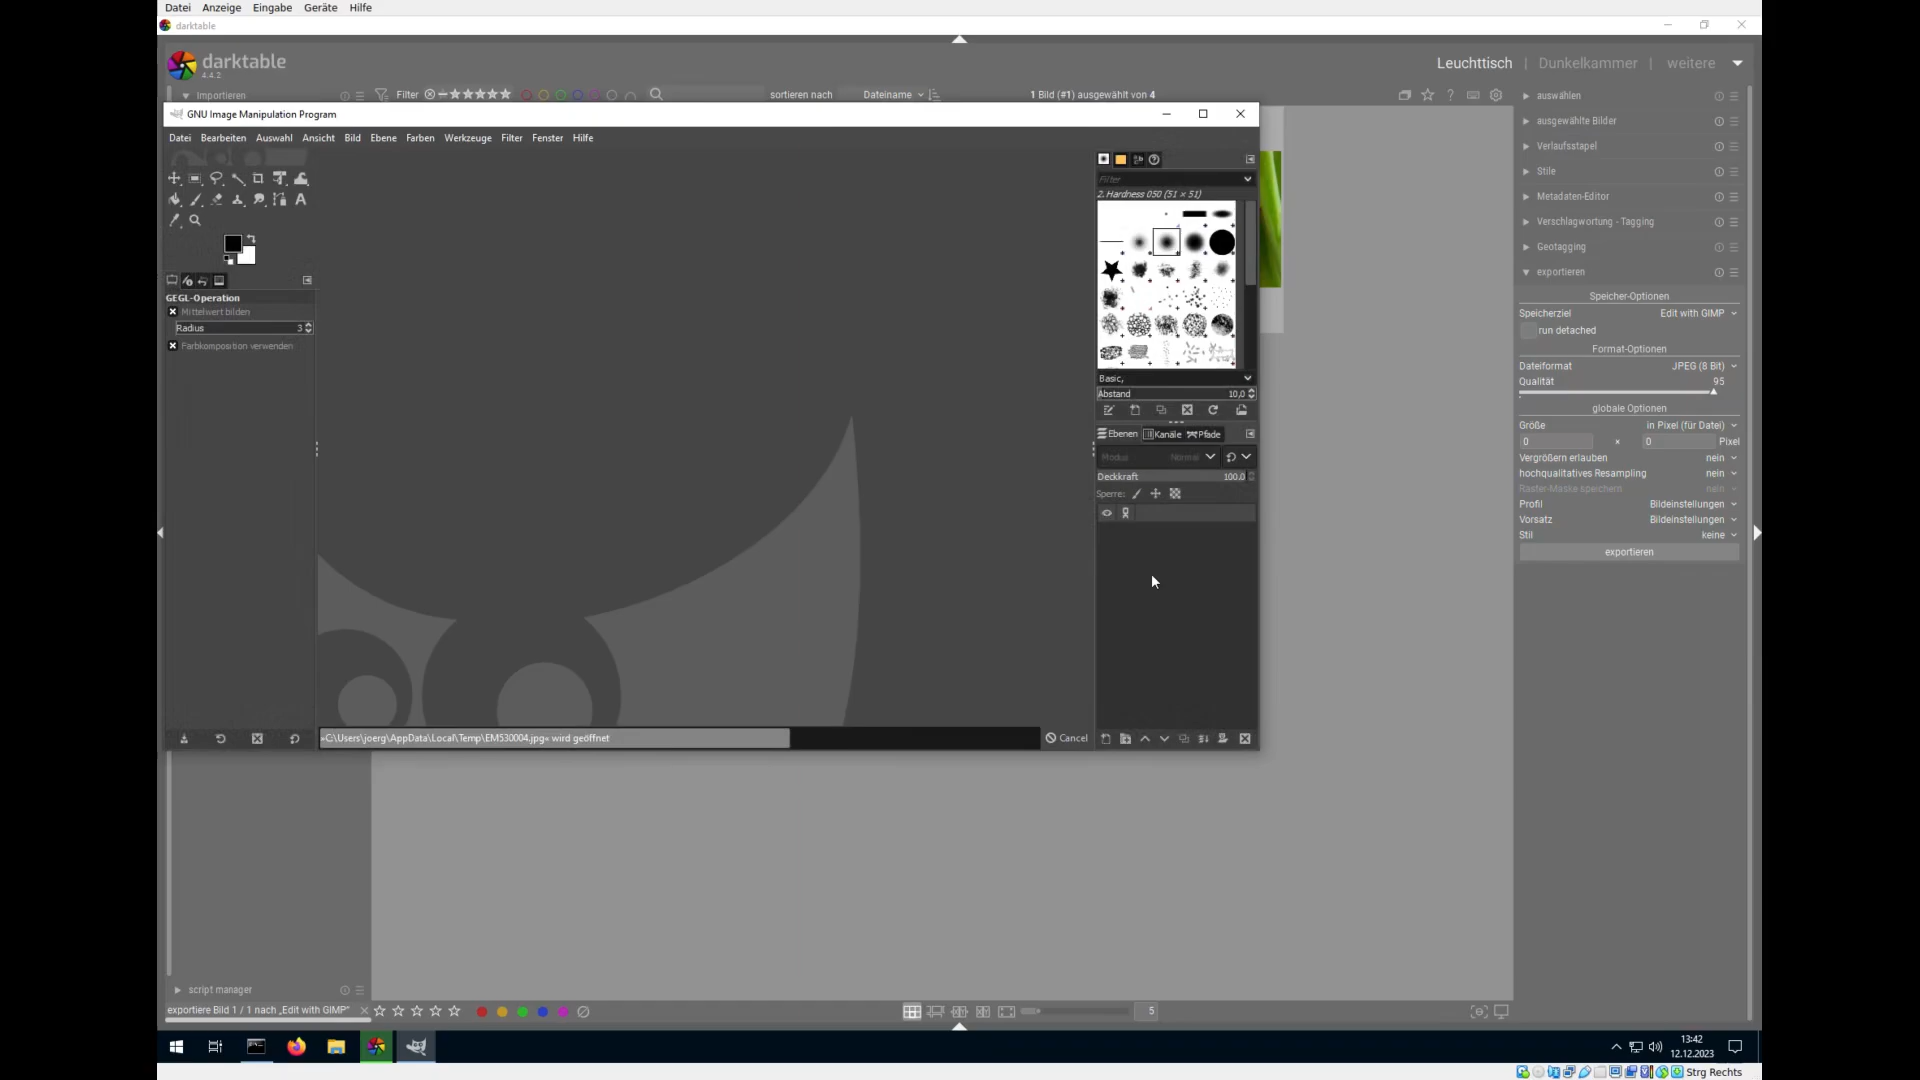 Datei Anzeige Eingabe Geräte Hilfe
darktable
darktable
4.4.2
Leuchttisch | Dunkelkammer | weitere
Importieren
Filter
sortieren nach Dateiname
1 Bild (#1) ausgewählt von 4
GNU Image Manipulation Program
Datei Bearbeiten Auswahl Ansicht Bild Ebene Farben Werkzeuge Filter Fenster Hilfe
GEGL-Operation
Mittelwert bilden
Radius 3
Farbkomposition verwenden
Filter
2. Hardness 050 (51 × 51)
Basic,
Abstand 10,0
Ebenen Kanäle Pfade
Modus Normal
Deckkraft 100,0
Sperre:
»C:\Users\joerg\AppData\Local\Temp\EM530004.jpg« wird geöffnet
Cancel
auswählen
ausgewählte Bilder
Verlaufsstapel
Stile
Metadaten-Editor
Verschlagwortung - Tagging
Geotagging
exportieren
Speicher-Optionen
Speicherziel Edit with GIMP
run detached
Format-Optionen
Dateiformat JPEG (8 Bit)
Qualität 95
globale Optionen
Größe in Pixel (für Datei)
0 × 0 Pixel
Vergrößern erlauben nein
hochqualitatives Resampling nein
Raster-Maske speichern nein
Profil Bildeinstellungen
Vorsatz Bildeinstellungen
Stil keine
exportieren
script manager
exportiere Bild 1 / 1 nach „Edit with GIMP“
5
13:42
12.12.2023
Strg Rechts